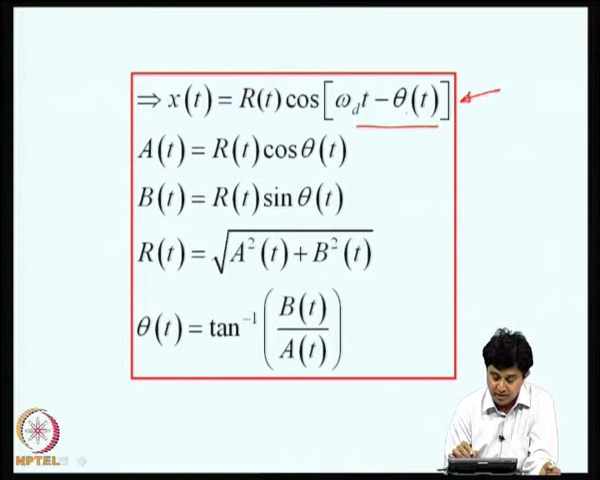 ⇒ x(t) = R(t) cos[ω_d t − θ(t)]
A(t) = R(t) cos θ(t)
B(t) = R(t) sin θ(t)
R(t) = √(A²(t) + B²(t))
θ(t) = tan⁻¹(B(t)/A(t))
NPTEL